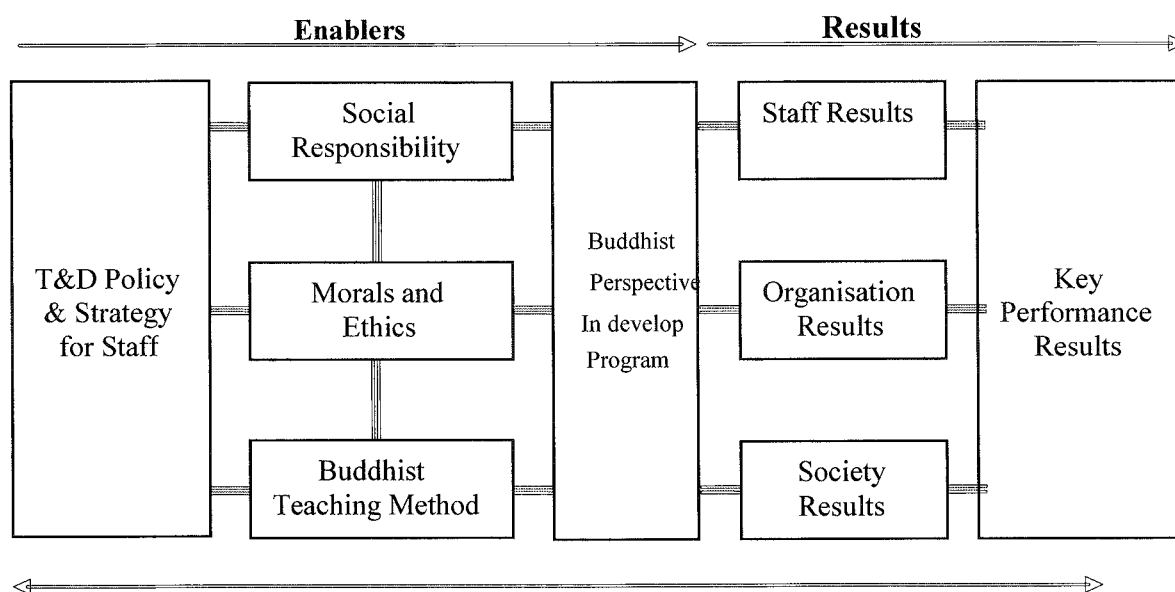 Enablers
Results
T&D Policy
& Strategy
for Staff
Social
Responsibility
Morals and
Ethics
Buddhist
Teaching Method
Buddhist
Perspective
In develop
Program
Staff Results
Organisation
Results
Society
Results
Key
Performance
Results